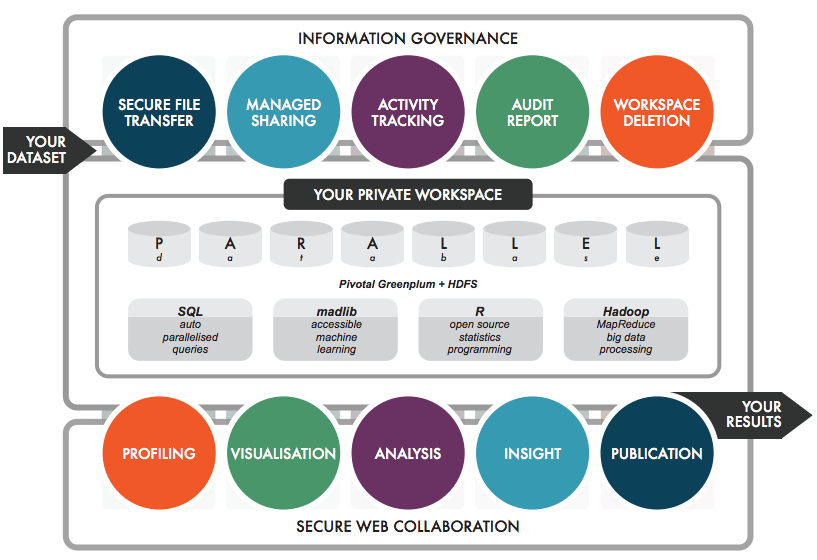 INFORMATION GOVERNANCE
SECURE FILE
TRANSFER
MANAGED
SHARING
ACTIVITY
TRACKING
AUDIT
REPORT
WORKSPACE
DELETION
YOUR
DATASET
YOUR PRIVATE WORKSPACE
P A R A L L E L
d a t a b a s e
Pivotal Greenplum + HDFS
SQL
auto
parallelised
queries
madlib
accessible
machine
learning
R
open source
statistics
programming
Hadoop
MapReduce
big data
processing
YOUR
RESULTS
PROFILING
VISUALISATION
ANALYSIS
INSIGHT
PUBLICATION
SECURE WEB COLLABORATION